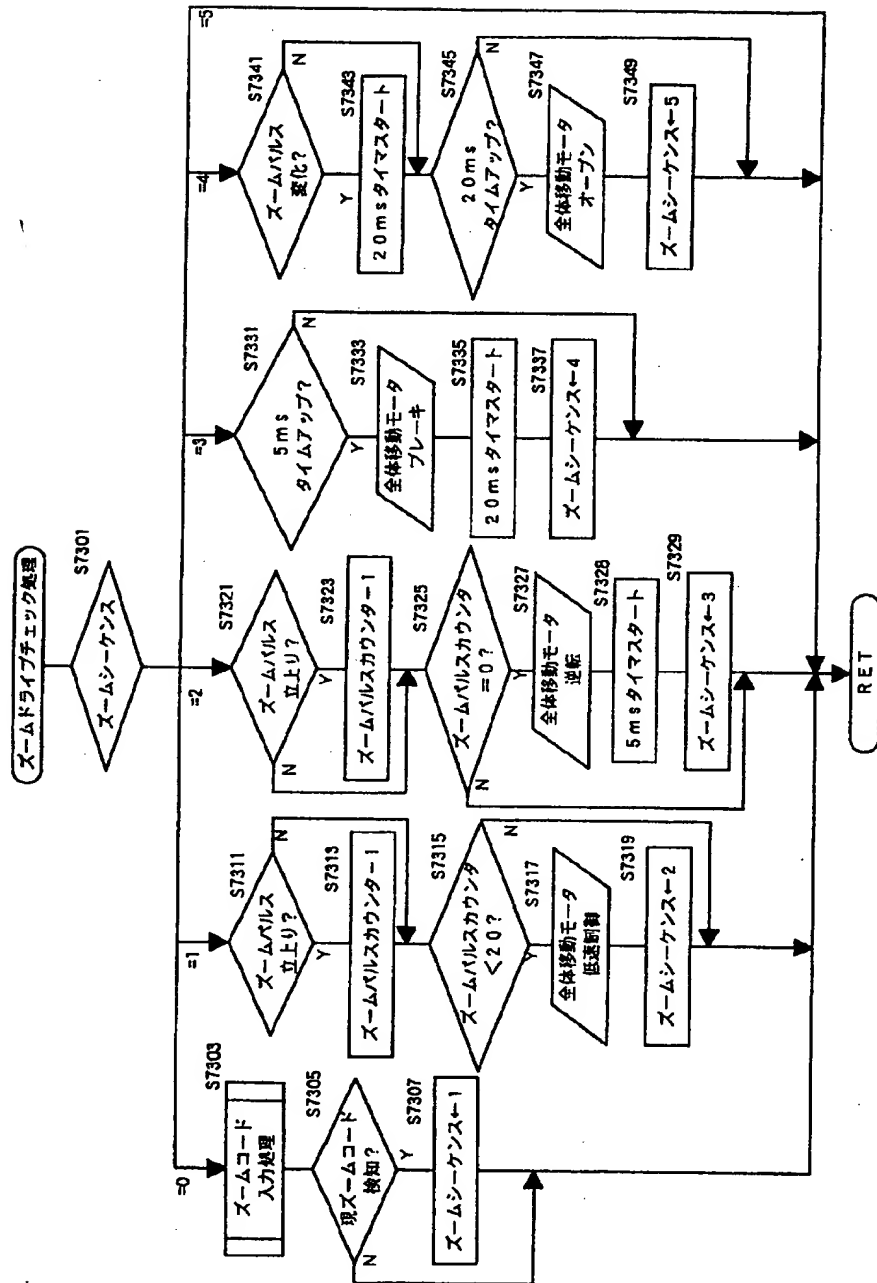 ズームドライブチェック処理
S7301
ズームシーケンス
=0
S7303
ズームコード
入力処理
S7305
現ズームコード
検知?
N
Y
S7307
ズームシーケンス←1
=1
S7311
ズームパルス
立上り?
N
Y
S7313
ズームパルスカウンター1
S7315
ズームパルスカウンタ
<20?
N
Y
S7317
全体移動モータ
低速制御
S7319
ズームシーケンス←2
=2
S7321
ズームパルス
立上り?
N
Y
S7323
ズームパルスカウンター1
S7325
ズームパルスカウンタ
=0?
N
Y
S7327
全体移動モータ
逆転
S7328
5msタイマスタート
S7329
ズームシーケンス←3
=3
S7331
5ms
タイムアップ?
N
Y
S7333
全体移動モータ
ブレーキ
S7335
20msタイマスタート
S7337
ズームシーケンス←4
=4
S7341
ズームパルス
変化?
N
Y
S7343
20msタイマスタート
S7345
20ms
タイムアップ?
N
Y
S7347
全体移動モータ
オープン
S7349
ズームシーケンス←5
=5
RET